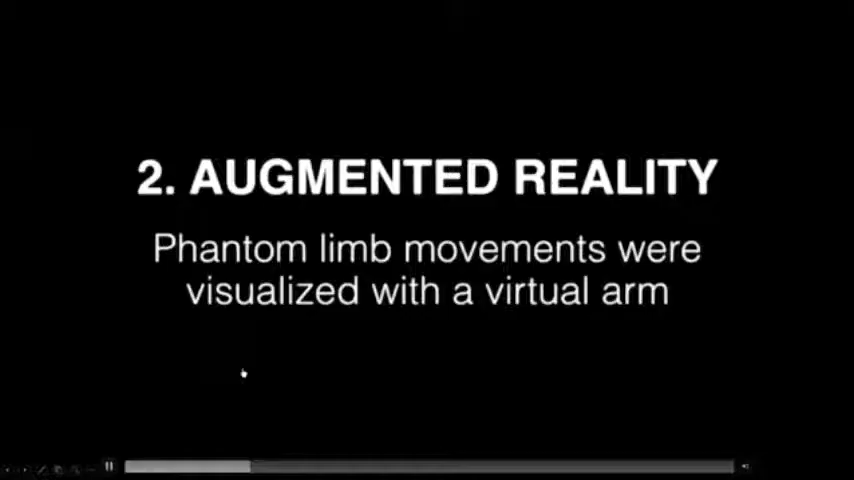 2. AUGMENTED REALITY
Phantom limb movements were
visualized with a virtual arm